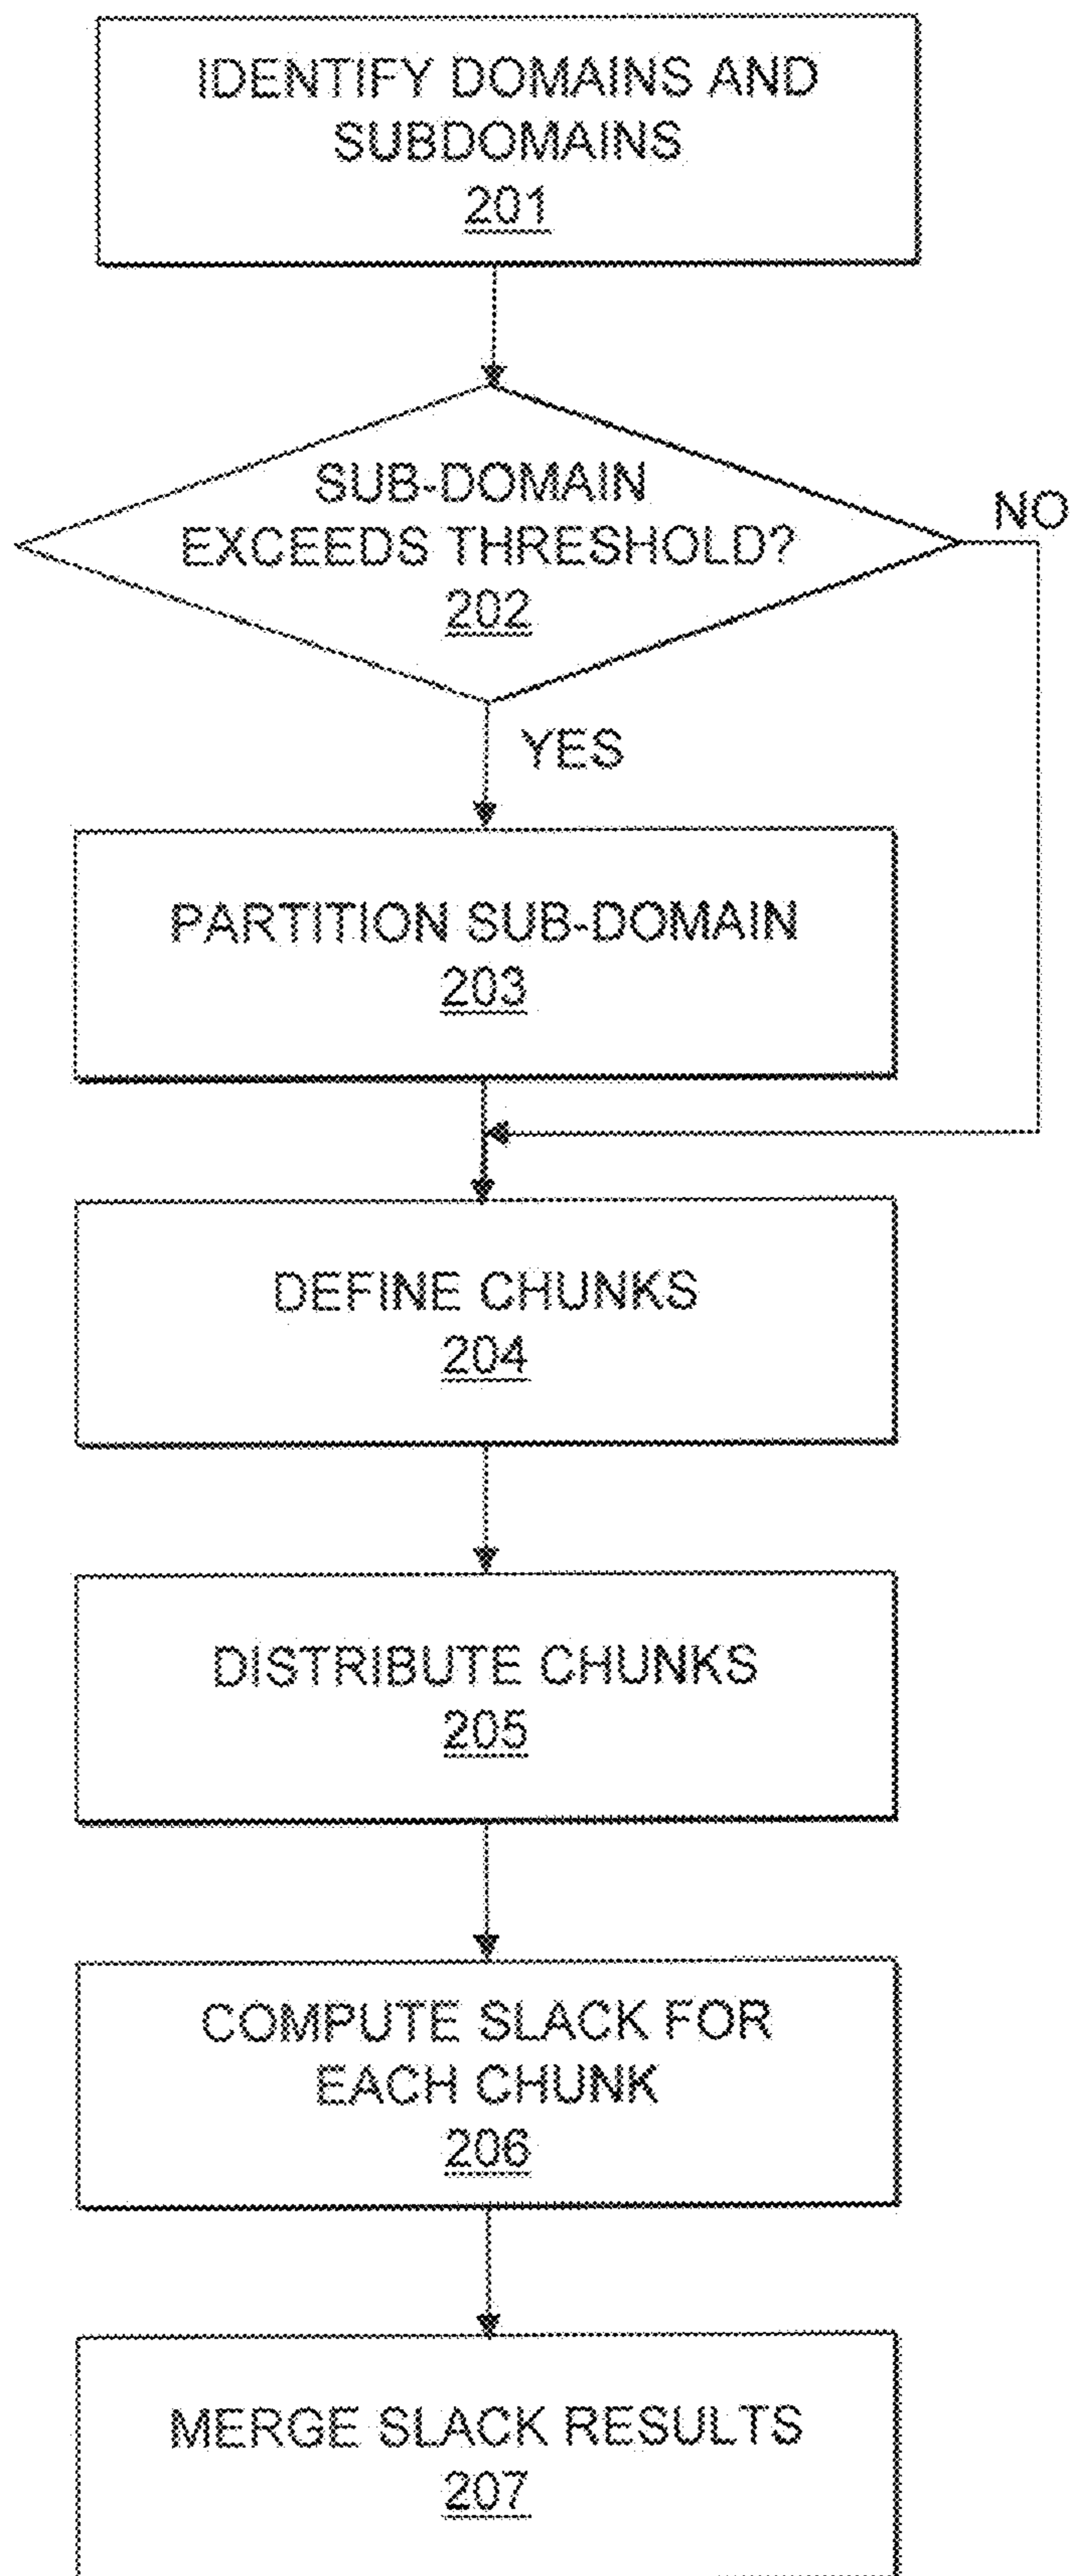 IDENTIFY DOMAINS AND
SUBDOMAINS
201
SUB-DOMAIN
EXCEEDS THRESHOLD?
202
NO
YES
PARTITION SUB-DOMAIN
203
DEFINE CHUNKS
204
DISTRIBUTE CHUNKS
205
COMPUTE SLACK FOR
EACH CHUNK
206
MERGE SLACK RESULTS
207